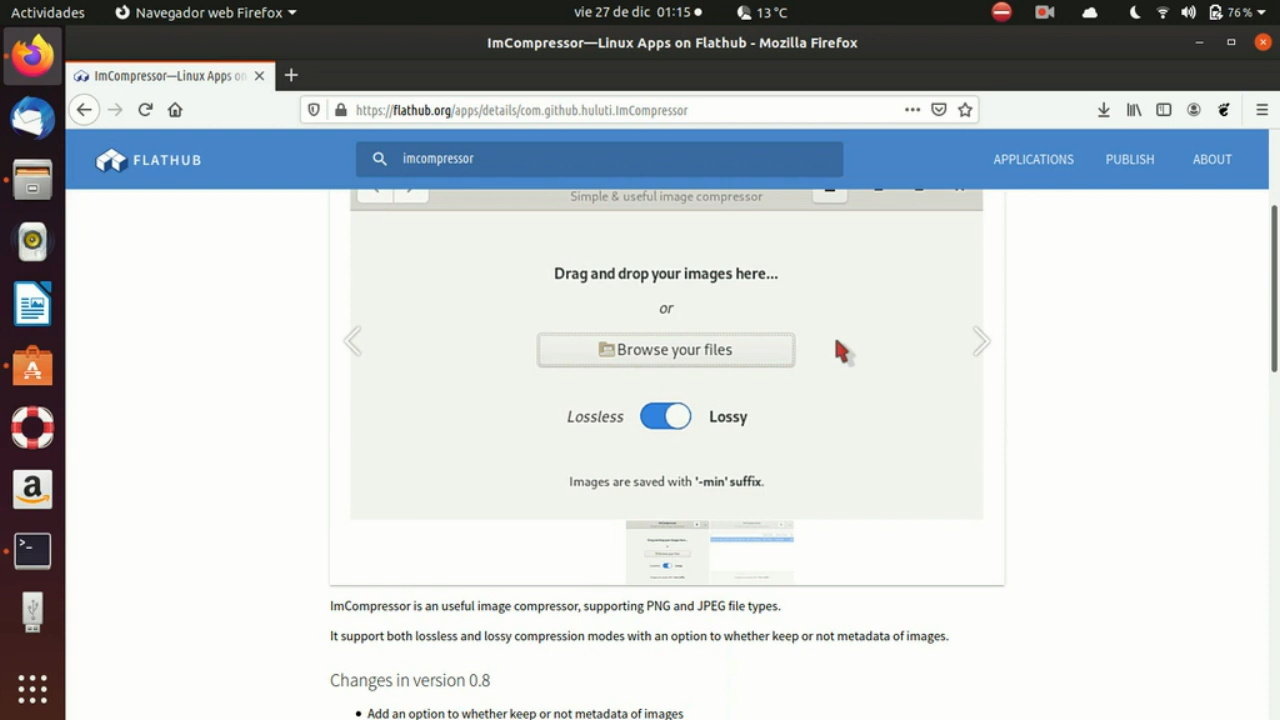 Actividades Navegador web Firefox vie 27 de dic 01:15 13 °C 76 %
ImCompressor—Linux Apps on Flathub - Mozilla Firefox
ImCompressor—Linux Apps on
https://flathub.org/apps/details/com.github.huluti.ImCompressor
FLATHUB imcompressor APPLICATIONS PUBLISH ABOUT
Simple & useful image compressor
Drag and drop your images here...
or
Browse your files
Lossless Lossy
Images are saved with '-min' suffix.
ImCompressor is an useful image compressor, supporting PNG and JPEG file types.
It support both lossless and lossy compression modes with an option to whether keep or not metadata of images.
Changes in version 0.8
• Add an option to whether keep or not metadata of images